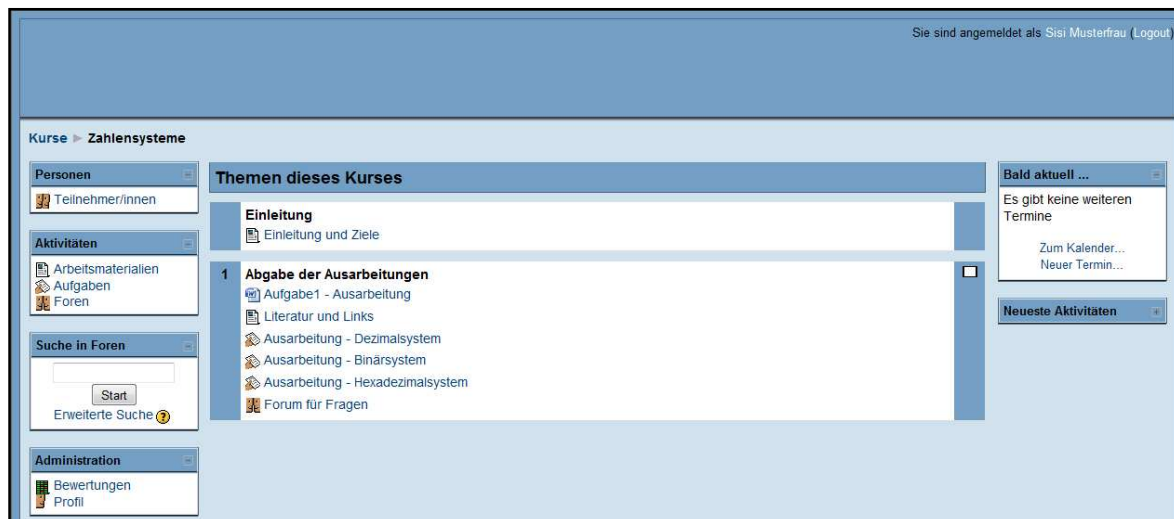 Sie sind angemeldet als Sisi Musterfrau (Logout)
Kurse ► Zahlensysteme
Personen
Teilnehmer/innen
Aktivitäten
Arbeitsmaterialien
Aufgaben
Foren
Suche in Foren
Start
Erweiterte Suche ?
Administration
Bewertungen
Profil
Themen dieses Kurses
Einleitung
Einleitung und Ziele
1 Abgabe der Ausarbeitungen
Aufgabe1 - Ausarbeitung
Literatur und Links
Ausarbeitung - Dezimalsystem
Ausarbeitung - Binärsystem
Ausarbeitung - Hexadezimalsystem
Forum für Fragen
Bald aktuell ...
Es gibt keine weiteren
Termine
Zum Kalender...
Neuer Termin...
Neueste Aktivitäten